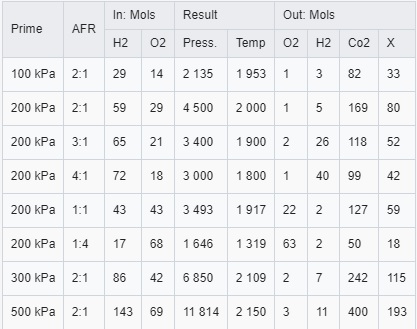 Prime AFR In: Mols Result Out: Mols
H2 O2 Press. Temp O2 H2 Co2 X
100 kPa 2:1 29 14 2 135 1 953 1 3 82 33
200 kPa 2:1 59 29 4 500 2 000 1 5 169 80
200 kPa 3:1 65 21 3 400 1 900 2 26 118 52
200 kPa 4:1 72 18 3 000 1 800 1 40 99 42
200 kPa 1:1 43 43 3 493 1 917 22 2 127 59
200 kPa 1:4 17 68 1 646 1 319 63 2 50 18
300 kPa 2:1 86 42 6 850 2 109 2 7 242 115
500 kPa 2:1 143 69 11 814 2 150 3 11 400 193